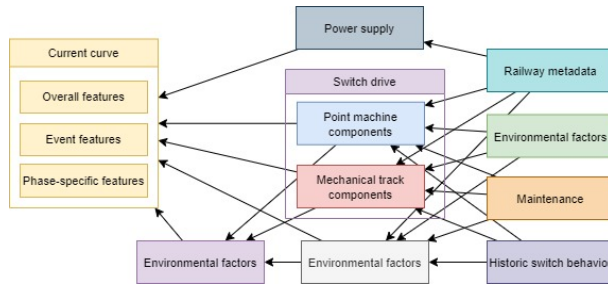 Power supply
Current curve
Overall features
Event features
Phase-specific features
Switch drive
Point machine
components
Mechanical track
components
Railway metadata
Environmental factors
Maintenance
Historic switch behavior
Environmental factors
Environmental factors